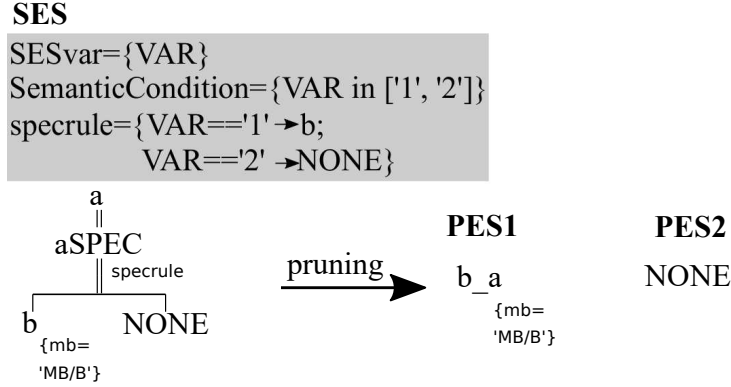 SES
SESvar={VAR}
SemanticCondition={VAR in ['1', '2']}
specrule={VAR=='1'→b;
VAR=='2' →NONE}
a
aSPEC
specrule
b
{mb=
'MB/B'}
NONE
pruning
PES1
b_a
{mb=
'MB/B'}
PES2
NONE